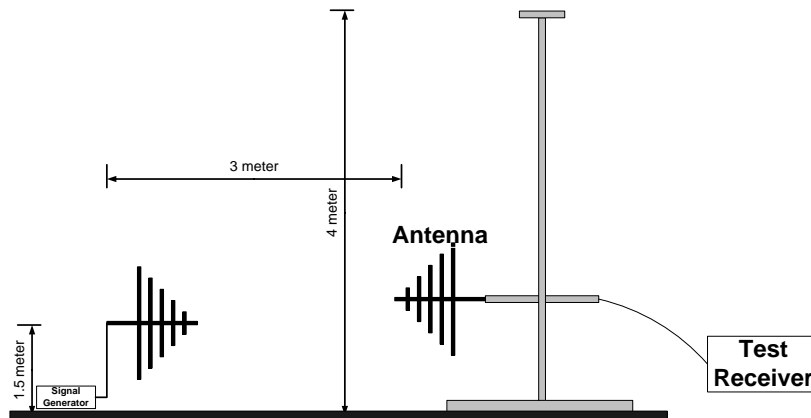 3 meter
4 meter
Antenna
1.5 meter
Signal
Generator
Test
Receiver